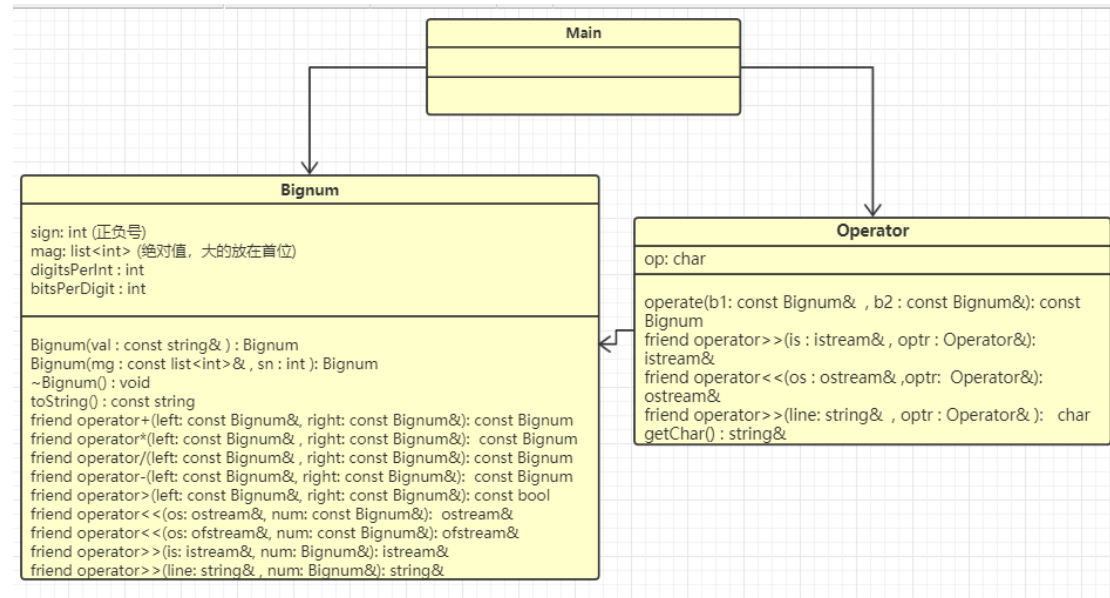 Main
Bignum
sign: int (正负号)
mag: list<int> (绝对值，大的放在首位)
digitsPerInt : int
bitsPerDigit : int
Bignum(val : const string& ) : Bignum
Bignum(mg : const list<int>& , sn : int ): Bignum
~Bignum() : void
toString() : const string
friend operator+(left: const Bignum&, right: const Bignum&): const Bignum
friend operator*(left: const Bignum& , right: const Bignum&):  const Bignum
friend operator/(left: const Bignum& , right: const Bignum&): const Bignum
friend operator-(left: const Bignum&, right: const Bignum&):  const Bignum
friend operator>(left: const Bignum&, right: const Bignum&): const bool
friend operator<<(os: ostream&, num: const Bignum&):  ostream&
friend operator<<(os: ofstream&, num: const Bignum&): ofstream&
friend operator>>(is: istream&, num: Bignum&): istream&
friend operator>>(line: string& , num: Bignum&): string&
Operator
op: char
operate(b1: const Bignum&  , b2 : const Bignum&): const
Bignum
friend operator>>(is : istream& , optr : Operator&):
istream&
friend operator<<(os : ostream& ,optr:  Operator&):
ostream&
friend operator>>(line: string&  , optr : Operator& ):   char
getChar() : string&